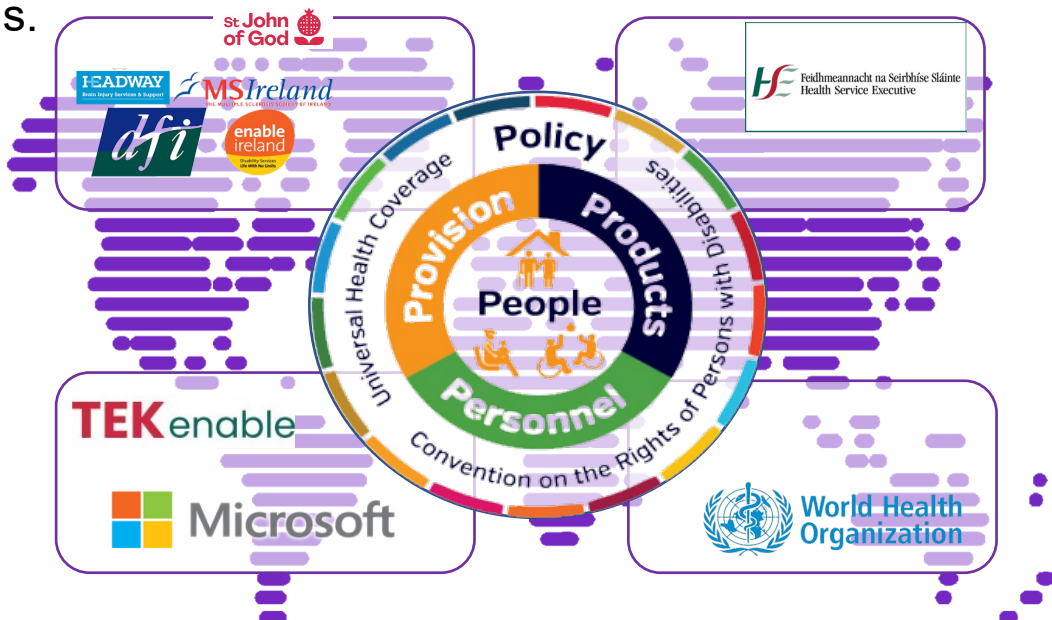 s.
St John
of God
HEADWAY
Brain Injury Services & Support
MSIreland
THE MULTIPLE SCLEROSIS SOCIETY OF IRELAND
dfi
enable
ireland
Disability Services
Life With No Limits
Feidhmeannacht na Seirbhíse Sláinte
Health Service Executive
Policy
Universal Health Coverage
Convention on the Rights of Persons with Disabilities
Provision
Products
People
Personnel
TEKenable
Microsoft
World Health
Organization